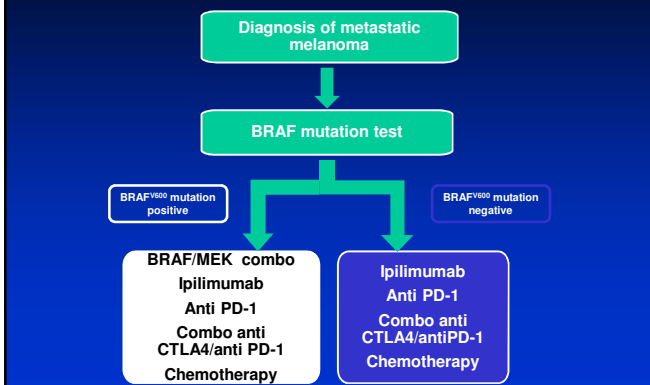 Diagnosis of metastatic
melanoma
BRAF mutation test
BRAFV600 mutation
positive
BRAFV600 mutation
negative
BRAF/MEK combo
Ipilimumab
Anti PD-1
Combo anti
CTLA4/anti PD-1
Chemotherapy
Ipilimumab
Anti PD-1
Combo anti
CTLA4/antiPD-1
Chemotherapy